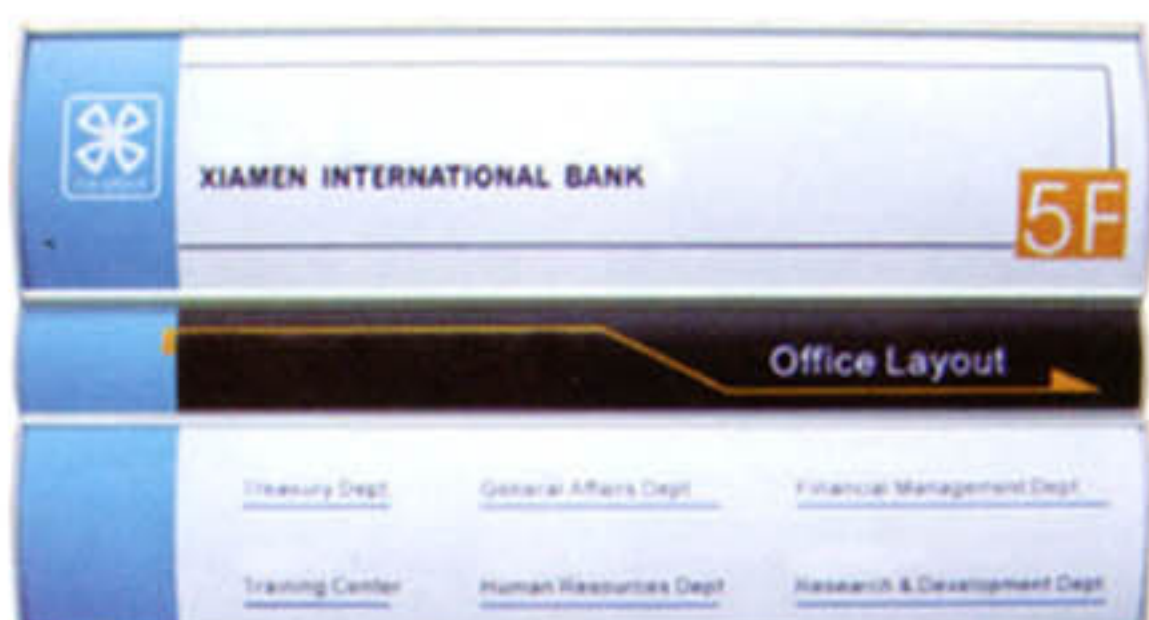 XIAMEN INTERNATIONAL BANK
5F
Office Layout
Treasury Dept
General Affairs Dept
Financial Management Dept
Training Center
Human Resources Dept
Research & Development Dept